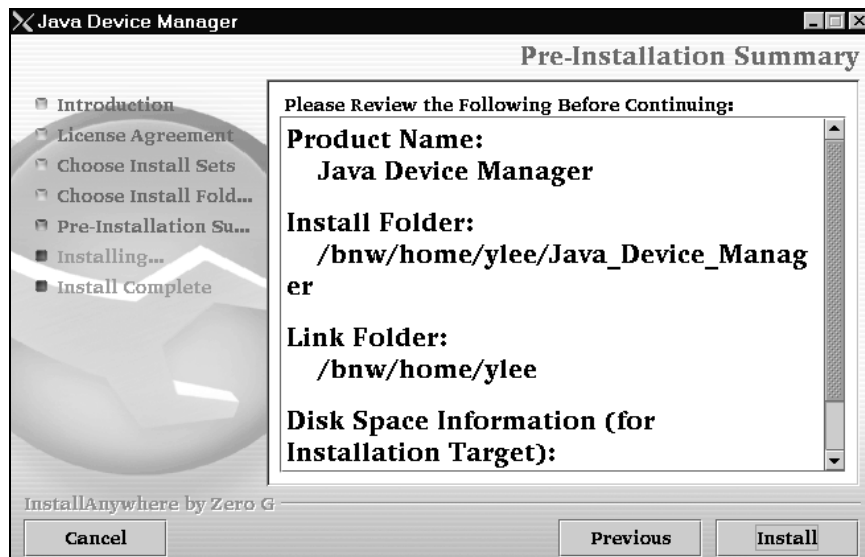 Java Device Manager
Pre-Installation Summary
Introduction
License Agreement
Choose Install Sets
Choose Install Fold...
Pre-Installation Su...
Installing...
Install Complete
Please Review the Following Before Continuing:
Product Name:
Java Device Manager
Install Folder:
/bnw/home/ylee/Java_Device_Manag
er
Link Folder:
/bnw/home/ylee
Disk Space Information (for
Installation Target):
InstallAnywhere by Zero G
Cancel
Previous
Install